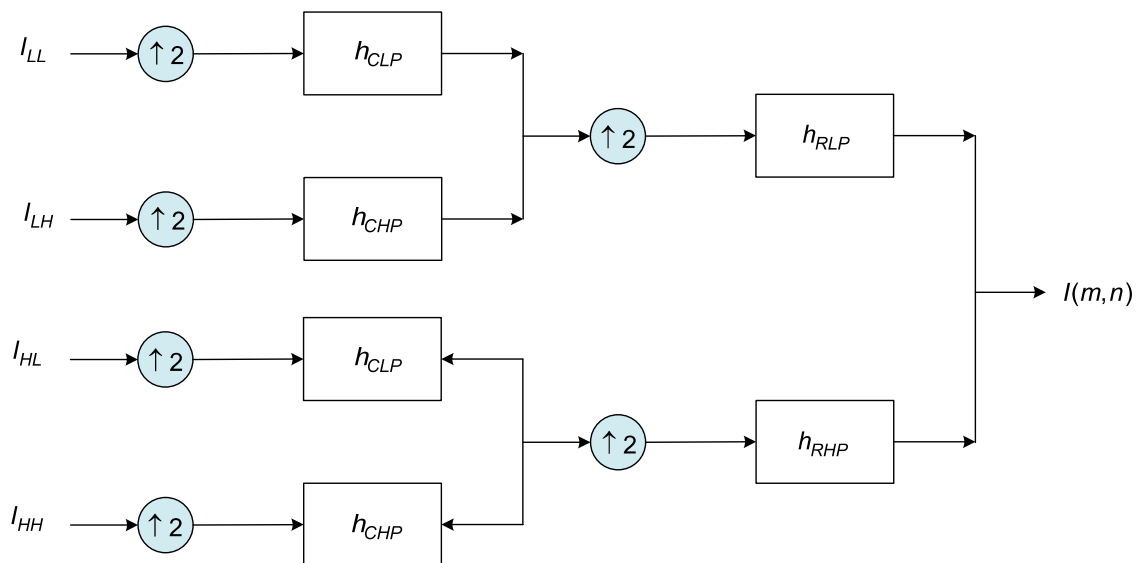 I_LL ↑ 2 h_CLP
↑ 2 h_RLP
I_LH ↑ 2 h_CHP
I(m,n)
I_HL ↑ 2 h_CLP
↑ 2 h_RHP
I_HH ↑ 2 h_CHP